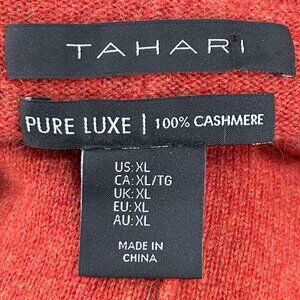 TAHARI
PURE LUXE | 100% CASHMERE
US: XL
CA: XL/TG
UK: XL
EU: XL
AU: XL
MADE IN
CHINA